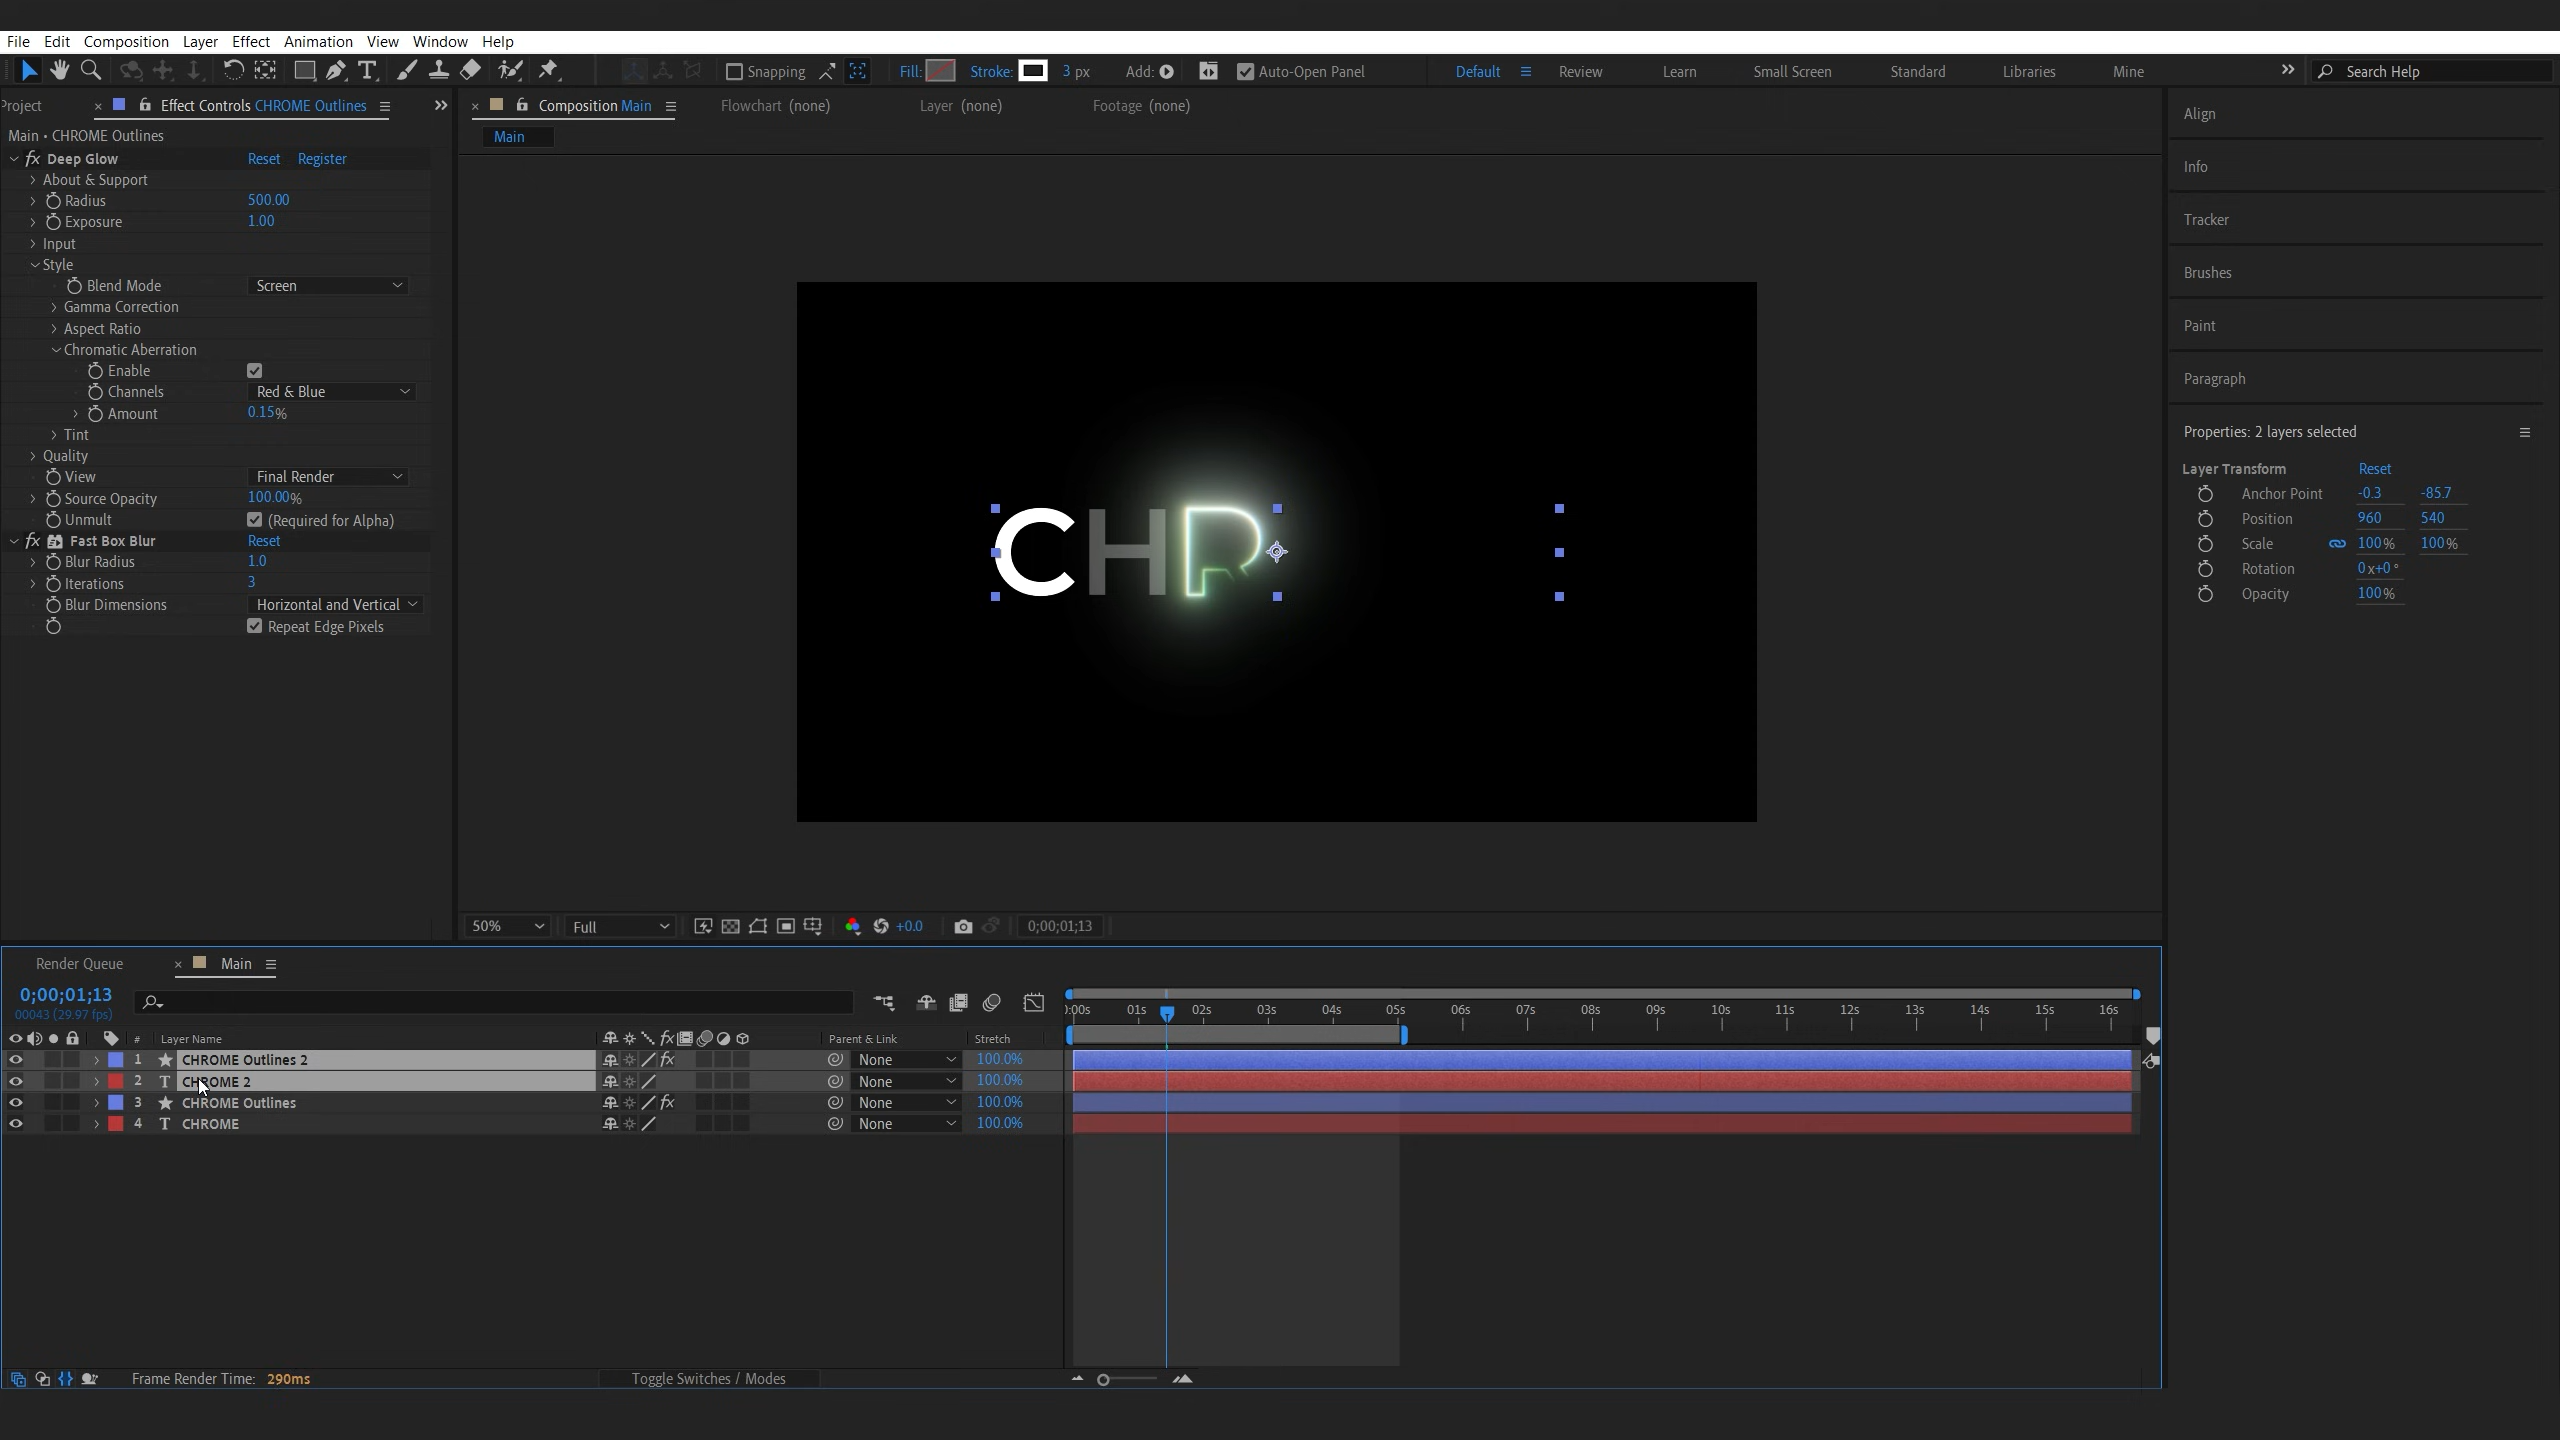 File Edit Composition Layer Effect Animation View Window Help
Snapping Fill: Stroke: 3 px Add: Auto-Open Panel Default Review Learn Small Screen Standard Libraries Mine Search Help
Project Effect Controls CHROME Outlines
Composition Main Flowchart (none) Layer (none) Footage (none)
Main • CHROME Outlines
Main
fx Deep Glow Reset Register
About & Support
Radius 500.00
Exposure 1.00
Input
Style
Blend Mode Screen
Gamma Correction
Aspect Ratio
Chromatic Aberration
Enable
Channels Red & Blue
Amount 0.15%
Tint
Quality
View Final Render
Source Opacity 100.00%
Unmult (Required for Alpha)
fx Fast Box Blur Reset
Blur Radius 1.0
Iterations 3
Blur Dimensions Horizontal and Vertical
Repeat Edge Pixels
CHR
50% Full +0.0 0;00;01;13
Align
Info
Tracker
Brushes
Paint
Paragraph
Properties: 2 layers selected
Layer Transform Reset
Anchor Point -0.3 -85.7
Position 960 540
Scale 100% 100%
Rotation 0x+0°
Opacity 100%
Render Queue Main
0;00;01;13
00043 (29.97 fps)
0:00s 01s 02s 03s 04s 05s 06s 07s 08s 09s 10s 11s 12s 13s 14s 15s 16s
# Layer Name fx Parent & Link Stretch
1 CHROME Outlines 2 fx None 100.0%
2 T CHROME 2 None 100.0%
3 CHROME Outlines fx None 100.0%
4 T CHROME None 100.0%
Frame Render Time: 290ms Toggle Switches / Modes